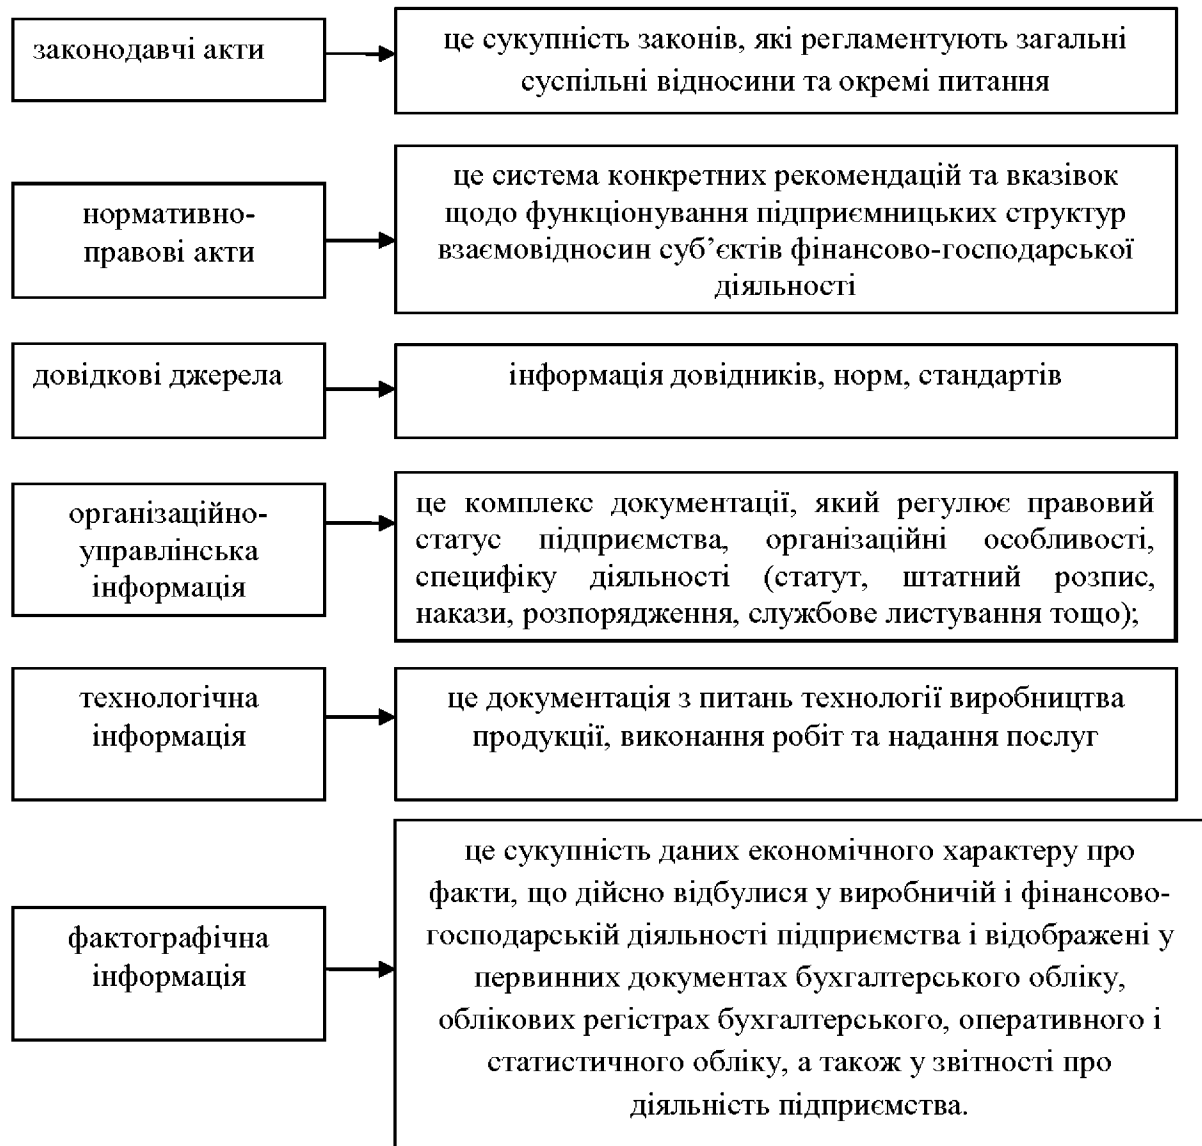 законодавчі акти
це сукупність законів, які регламентують загальні
суспільні відносини та окремі питання
нормативно-
правові акти
це система конкретних рекомендацій та вказівок
щодо функціонування підприємницьких структур
взаємовідносин суб’єктів фінансово-господарської
діяльності
довідкові джерела
інформація довідників, норм, стандартів
організаційно-
управлінська
інформація
це комплекс документації, який регулює правовий
статус підприємства, організаційні особливості,
специфіку діяльності (статут, штатний розпис,
накази, розпорядження, службове листування тощо);
технологічна
інформація
це документація з питань технології виробництва
продукції, виконання робіт та надання послуг
фактографічна
інформація
це сукупність даних економічного характеру про
факти, що дійсно відбулися у виробничій і фінансово-
господарській діяльності підприємства і відображені у
первинних документах бухгалтерського обліку,
облікових регістрах бухгалтерського, оперативного і
статистичного обліку, а також у звітності про
діяльність підприємства.